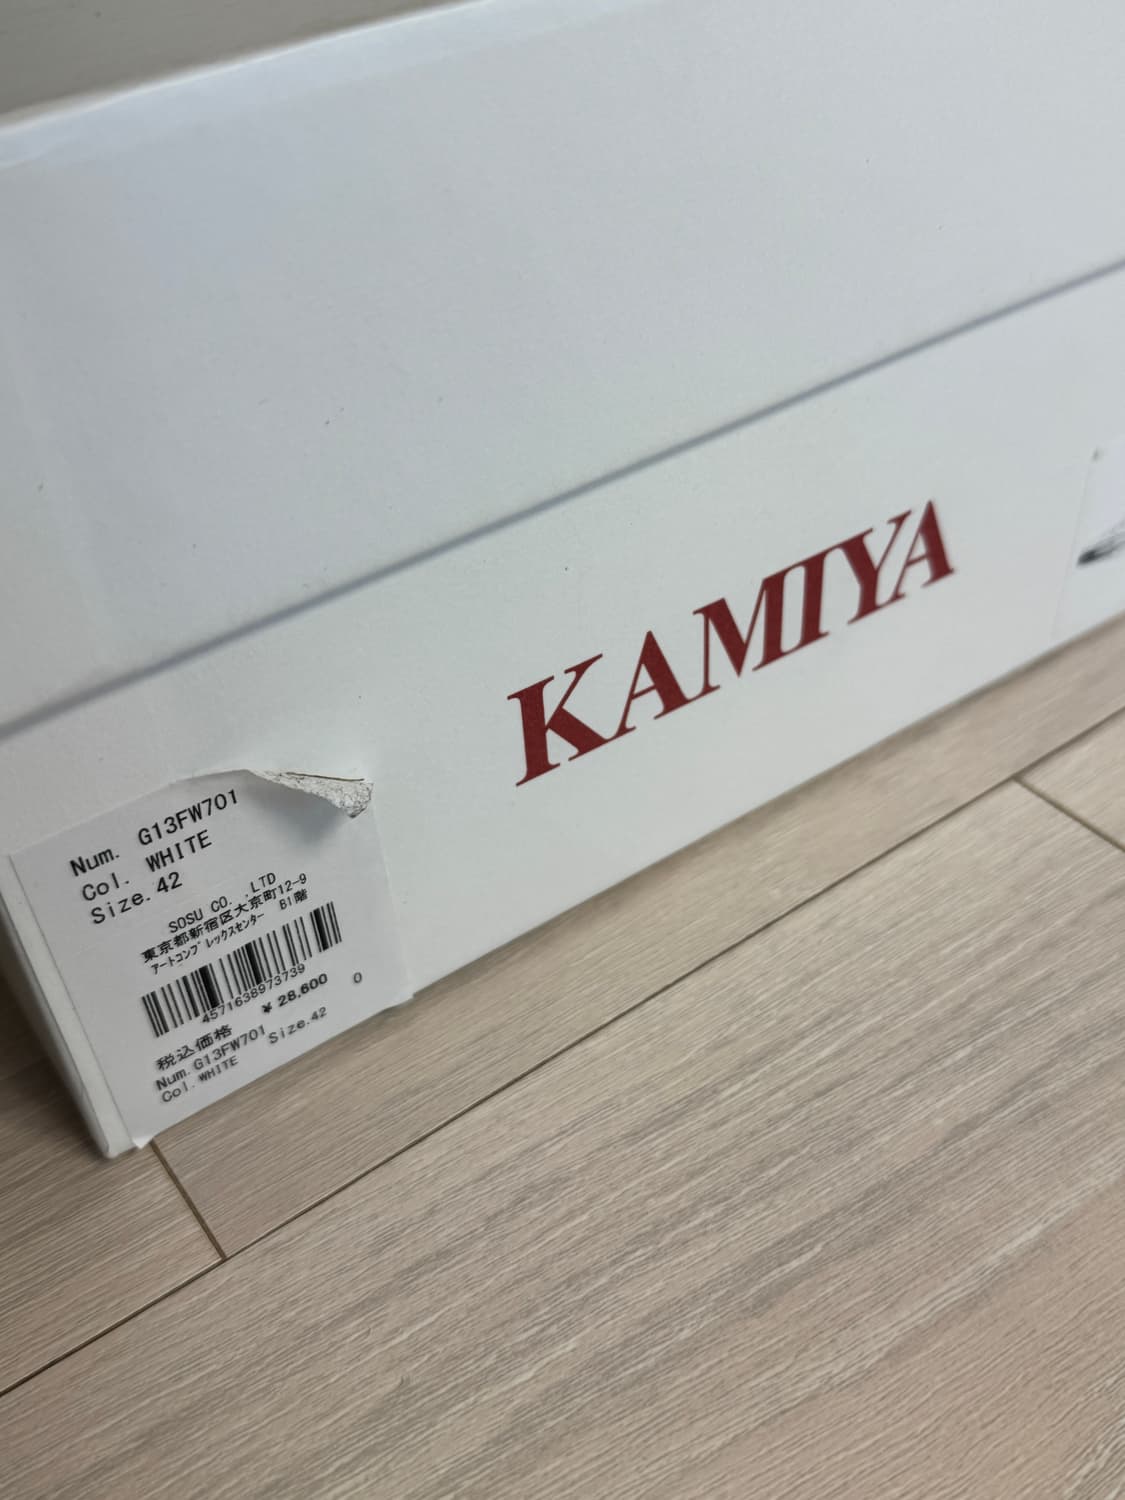 KAMIYA
Num. G13FW701
Col. WHITE
Size. 42
SOSU CO. ,LTD
東京都新宿区大京町12-9
アートコンプレックスセンター B1階
4571638973739
税込価格 ¥ 28,600 0
Num. G13FW701 Size. 42
Col. WHITE